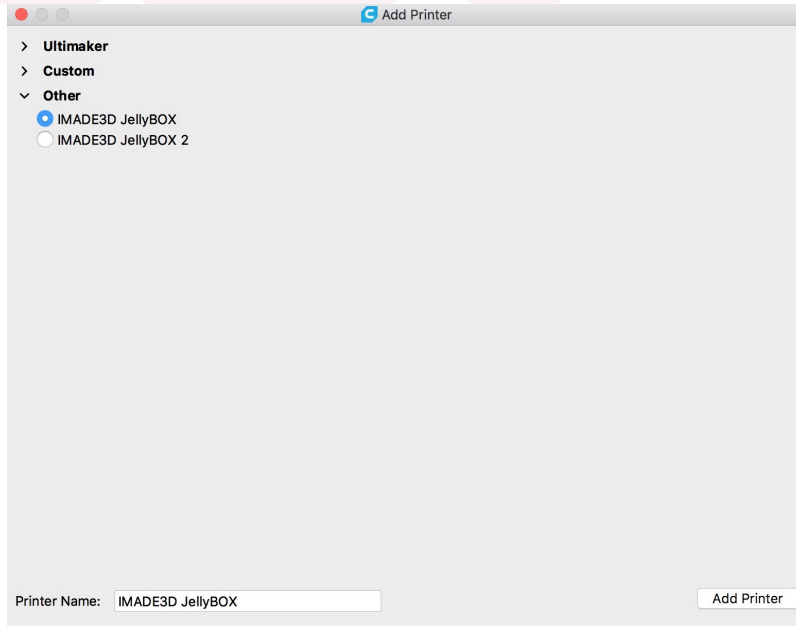 Add Printer
Ultimaker
Custom
Other
IMADE3D JellyBOX
IMADE3D JellyBOX 2
Printer Name: IMADE3D JellyBOX Add Printer